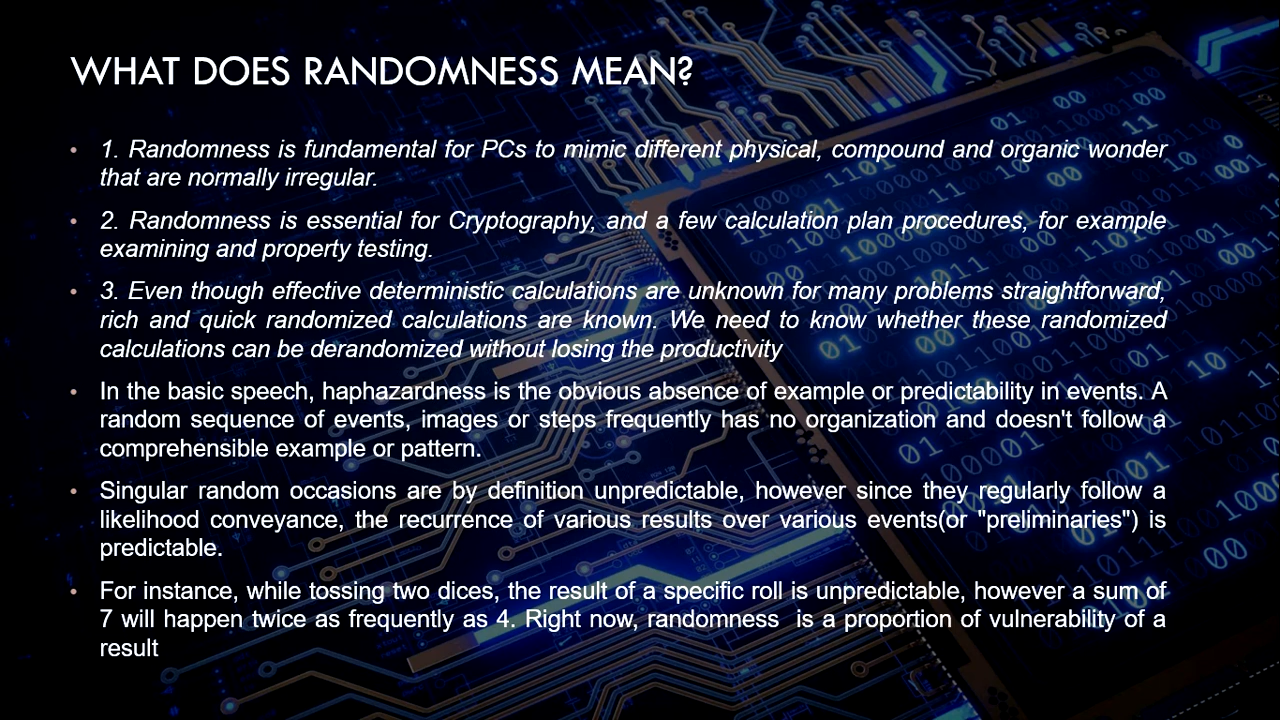 WHAT DOES RANDOMNESS MEAN?
• 1. Randomness is fundamental for PCs to mimic different physical, compound and organic wonder
that are normally irregular.
• 2. Randomness is essential for Cryptography, and a few calculation plan procedures, for example
examining and property testing.
• 3. Even though effective deterministic calculations are unknown for many problems straightforward,
rich and quick randomized calculations are known. We need to know whether these randomized
calculations can be derandomized without losing the productivity
• In the basic speech, haphazardness is the obvious absence of example or predictability in events. A
random sequence of events, images or steps frequently has no organization and doesn't follow a
comprehensible example or pattern.
• Singular random occasions are by definition unpredictable, however since they regularly follow a
likelihood conveyance, the recurrence of various results over various events(or "preliminaries") is
predictable.
• For instance, while tossing two dices, the result of a specific roll is unpredictable, however a sum of
7 will happen twice as frequently as 4. Right now, randomness  is a proportion of vulnerability of a
result